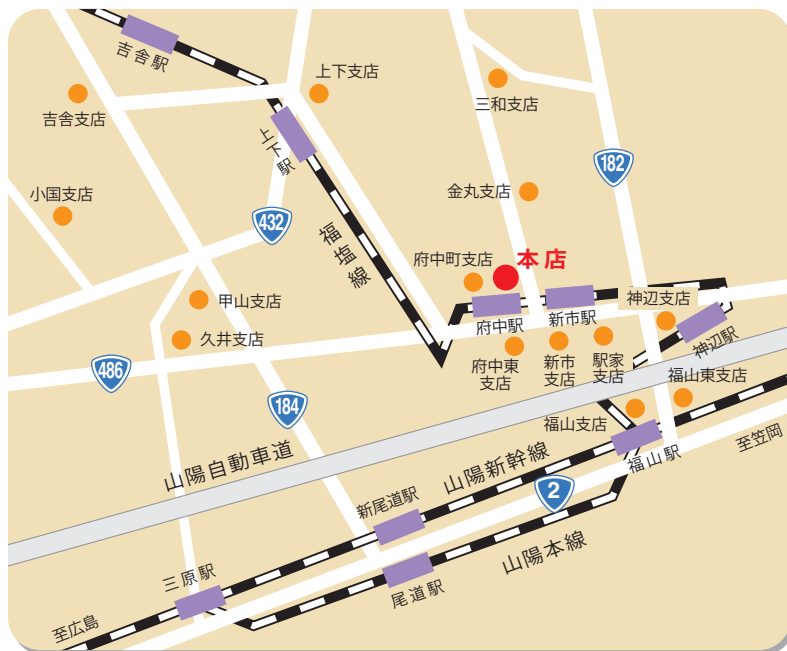 吉舎駅
上下支店
三和支店
吉舎支店
上下駅
182
金丸支店
小国支店
432
福塩線
本店
府中町支店
神辺支店
甲山支店
府中駅
新市駅
久井支店
神辺駅
府中東
支店
新市
支店
駅家
支店
486
福山東支店
184
福山支店
至笠岡
山陽自動車道
山陽新幹線
福山駅
2
新尾道駅
山陽本線
三原駅
尾道駅
至広島